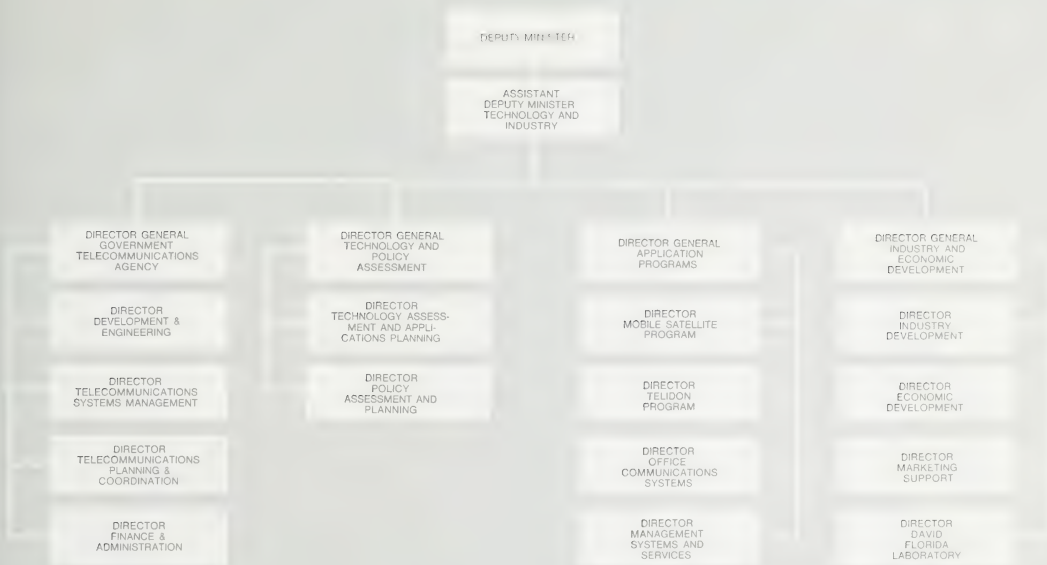 DEPUTY MINISTER
ASSISTANT
DEPUTY MINISTER
TECHNOLOGY AND
INDUSTRY
DIRECTOR GENERAL
GOVERNMENT
TELECOMMUNICATIONS
AGENCY
DIRECTOR
DEVELOPMENT &
ENGINEERING
DIRECTOR
TELECOMMUNICATIONS
SYSTEMS MANAGEMENT
DIRECTOR
TELECOMMUNICATIONS
PLANNING &
COORDINATION
DIRECTOR
FINANCE &
ADMINISTRATION
DIRECTOR GENERAL
TECHNOLOGY AND
POLICY
ASSESSMENT
DIRECTOR
TECHNOLOGY ASSESS-
MENT AND APPLI-
CATIONS PLANNING
DIRECTOR
POLICY
ASSESSMENT AND
PLANNING
DIRECTOR GENERAL
APPLICATION
PROGRAMS
DIRECTOR
MOBILE SATELLITE
PROGRAM
DIRECTOR
TELIDON
PROGRAM
DIRECTOR
OFFICE
COMMUNICATIONS
SYSTEMS
DIRECTOR
MANAGEMENT
SYSTEMS AND
SERVICES
DIRECTOR GENERAL
INDUSTRY AND
ECONOMIC
DEVELOPMENT
DIRECTOR
INDUSTRY
DEVELOPMENT
DIRECTOR
ECONOMIC
DEVELOPMENT
DIRECTOR
MARKETING
SUPPORT
DIRECTOR
DAVID
FLORIDA
LABORATORY